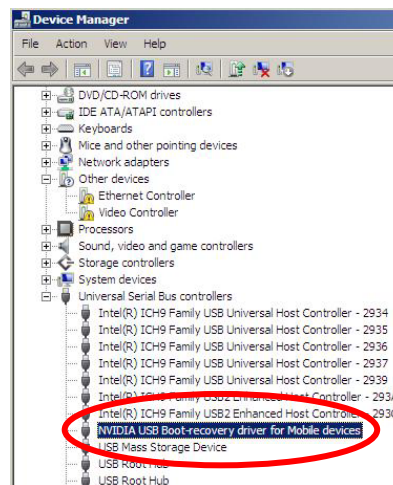 Device Manager
File Action View Help
DVD/CD-ROM drives
IDE ATA/ATAPI controllers
Keyboards
Mice and other pointing devices
Network adapters
Other devices
Ethernet Controller
Video Controller
Processors
Sound, video and game controllers
Storage controllers
System devices
Universal Serial Bus controllers
Intel(R) ICH9 Family USB Universal Host Controller - 2934
Intel(R) ICH9 Family USB Universal Host Controller - 2935
Intel(R) ICH9 Family USB Universal Host Controller - 2936
Intel(R) ICH9 Family USB Universal Host Controller - 2937
Intel(R) ICH9 Family USB Universal Host Controller - 2939
Intel(R) ICH9 Family USB2 Enhanced Host Controller - 293A
Intel(R) ICH9 Family USB2 Enhanced Host Controller - 293C
NVIDIA USB Boot-recovery driver for Mobile devices
USB Mass Storage Device
USB Root Hub
USB Root Hub